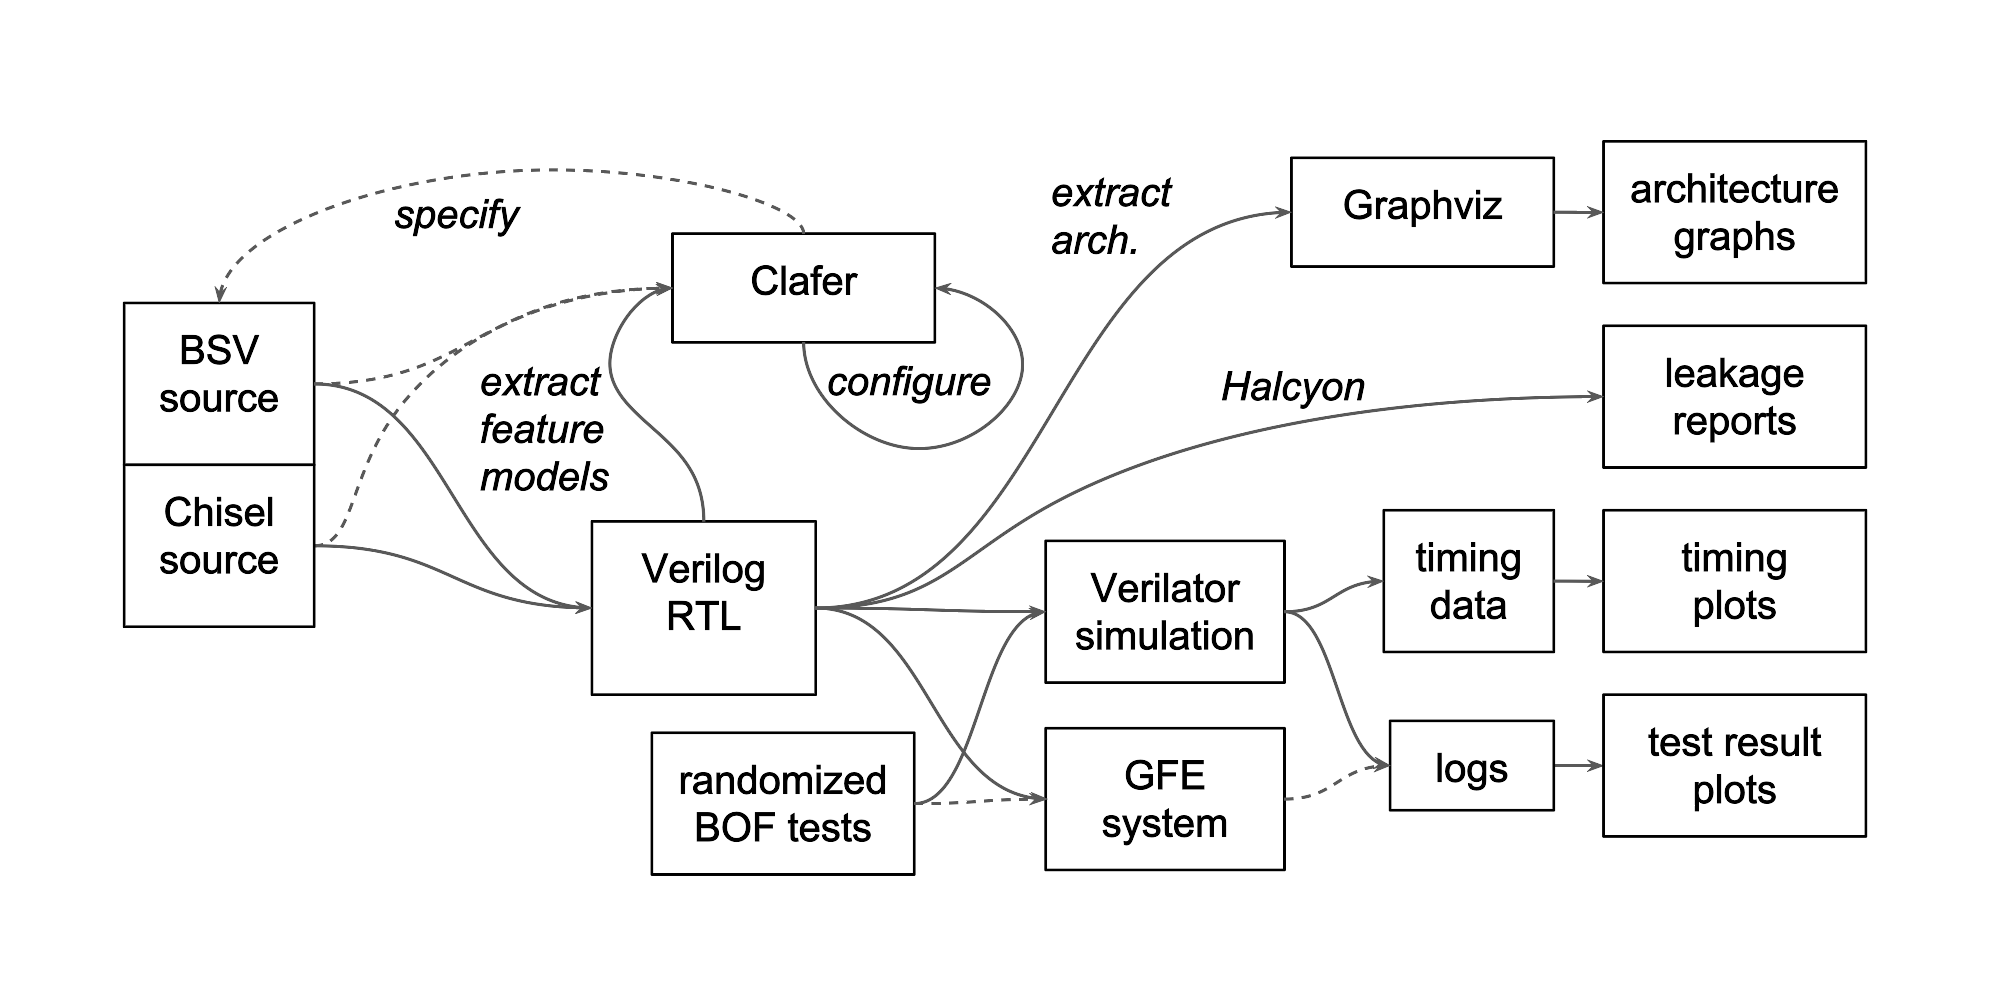 specify
BSV
source
Chisel
source
extract
feature
models
Clafer
configure
Verilog
RTL
randomized
BOF tests
extract
arch.
Halcyon
Graphviz
architecture
graphs
leakage
reports
Verilator
simulation
timing
data
timing
plots
GFE
system
logs
test result
plots